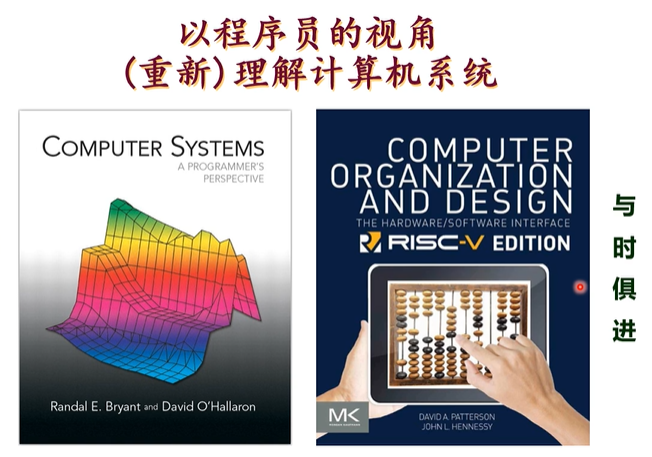 以程序员的视角
(重新)理解计算机系统
COMPUTER SYSTEMS
A PROGRAMMER'S
PERSPECTIVE
Randal E. Bryant and David O'Hallaron
COMPUTER
ORGANIZATION
AND DESIGN
THE HARDWARE/SOFTWARE INTERFACE
RISC-V EDITION
MK
DAVID A. PATTERSON
JOHN L. HENNESSY
与
时
俱
进